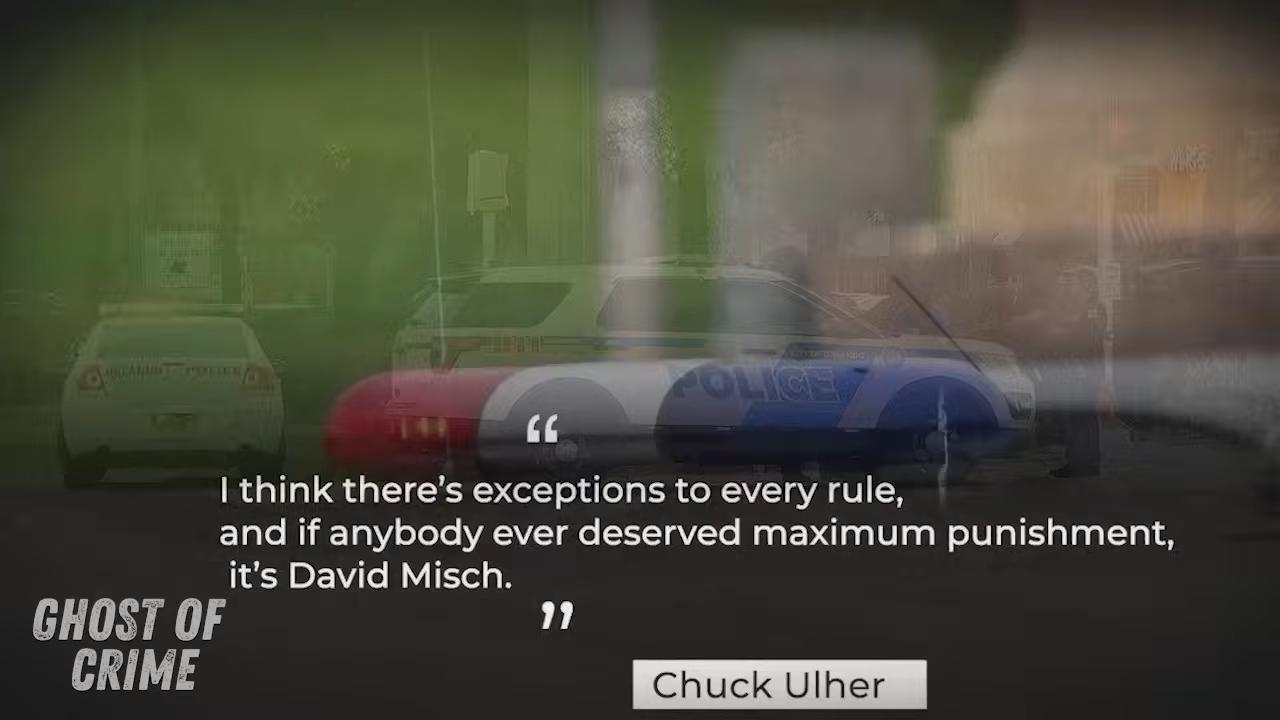 POLICE
“
I think there’s exceptions to every rule,
and if anybody ever deserved maximum punishment,
it’s David Misch.
”
GHOST OF
CRIME
Chuck Ulher